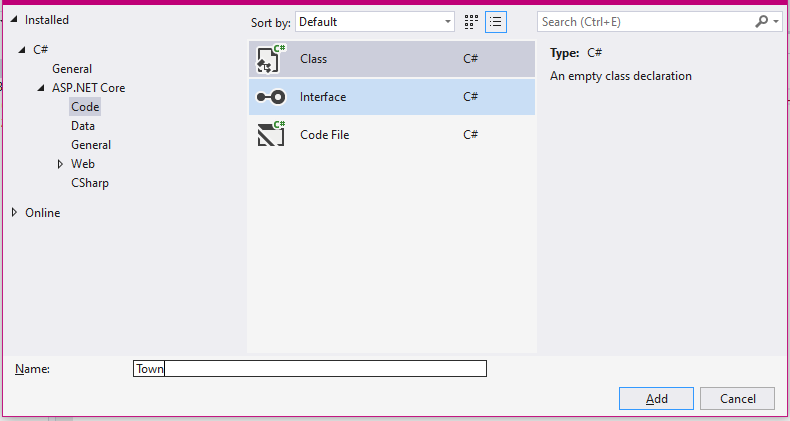 Installed
Sort by: Default
Search (Ctrl+E)
C#
General
ASP.NET Core
Code
Data
General
Web
CSharp
Online
C# Class C#
Interface C#
C# Code File C#
Type: C#
An empty class declaration
Name: Town
Add Cancel